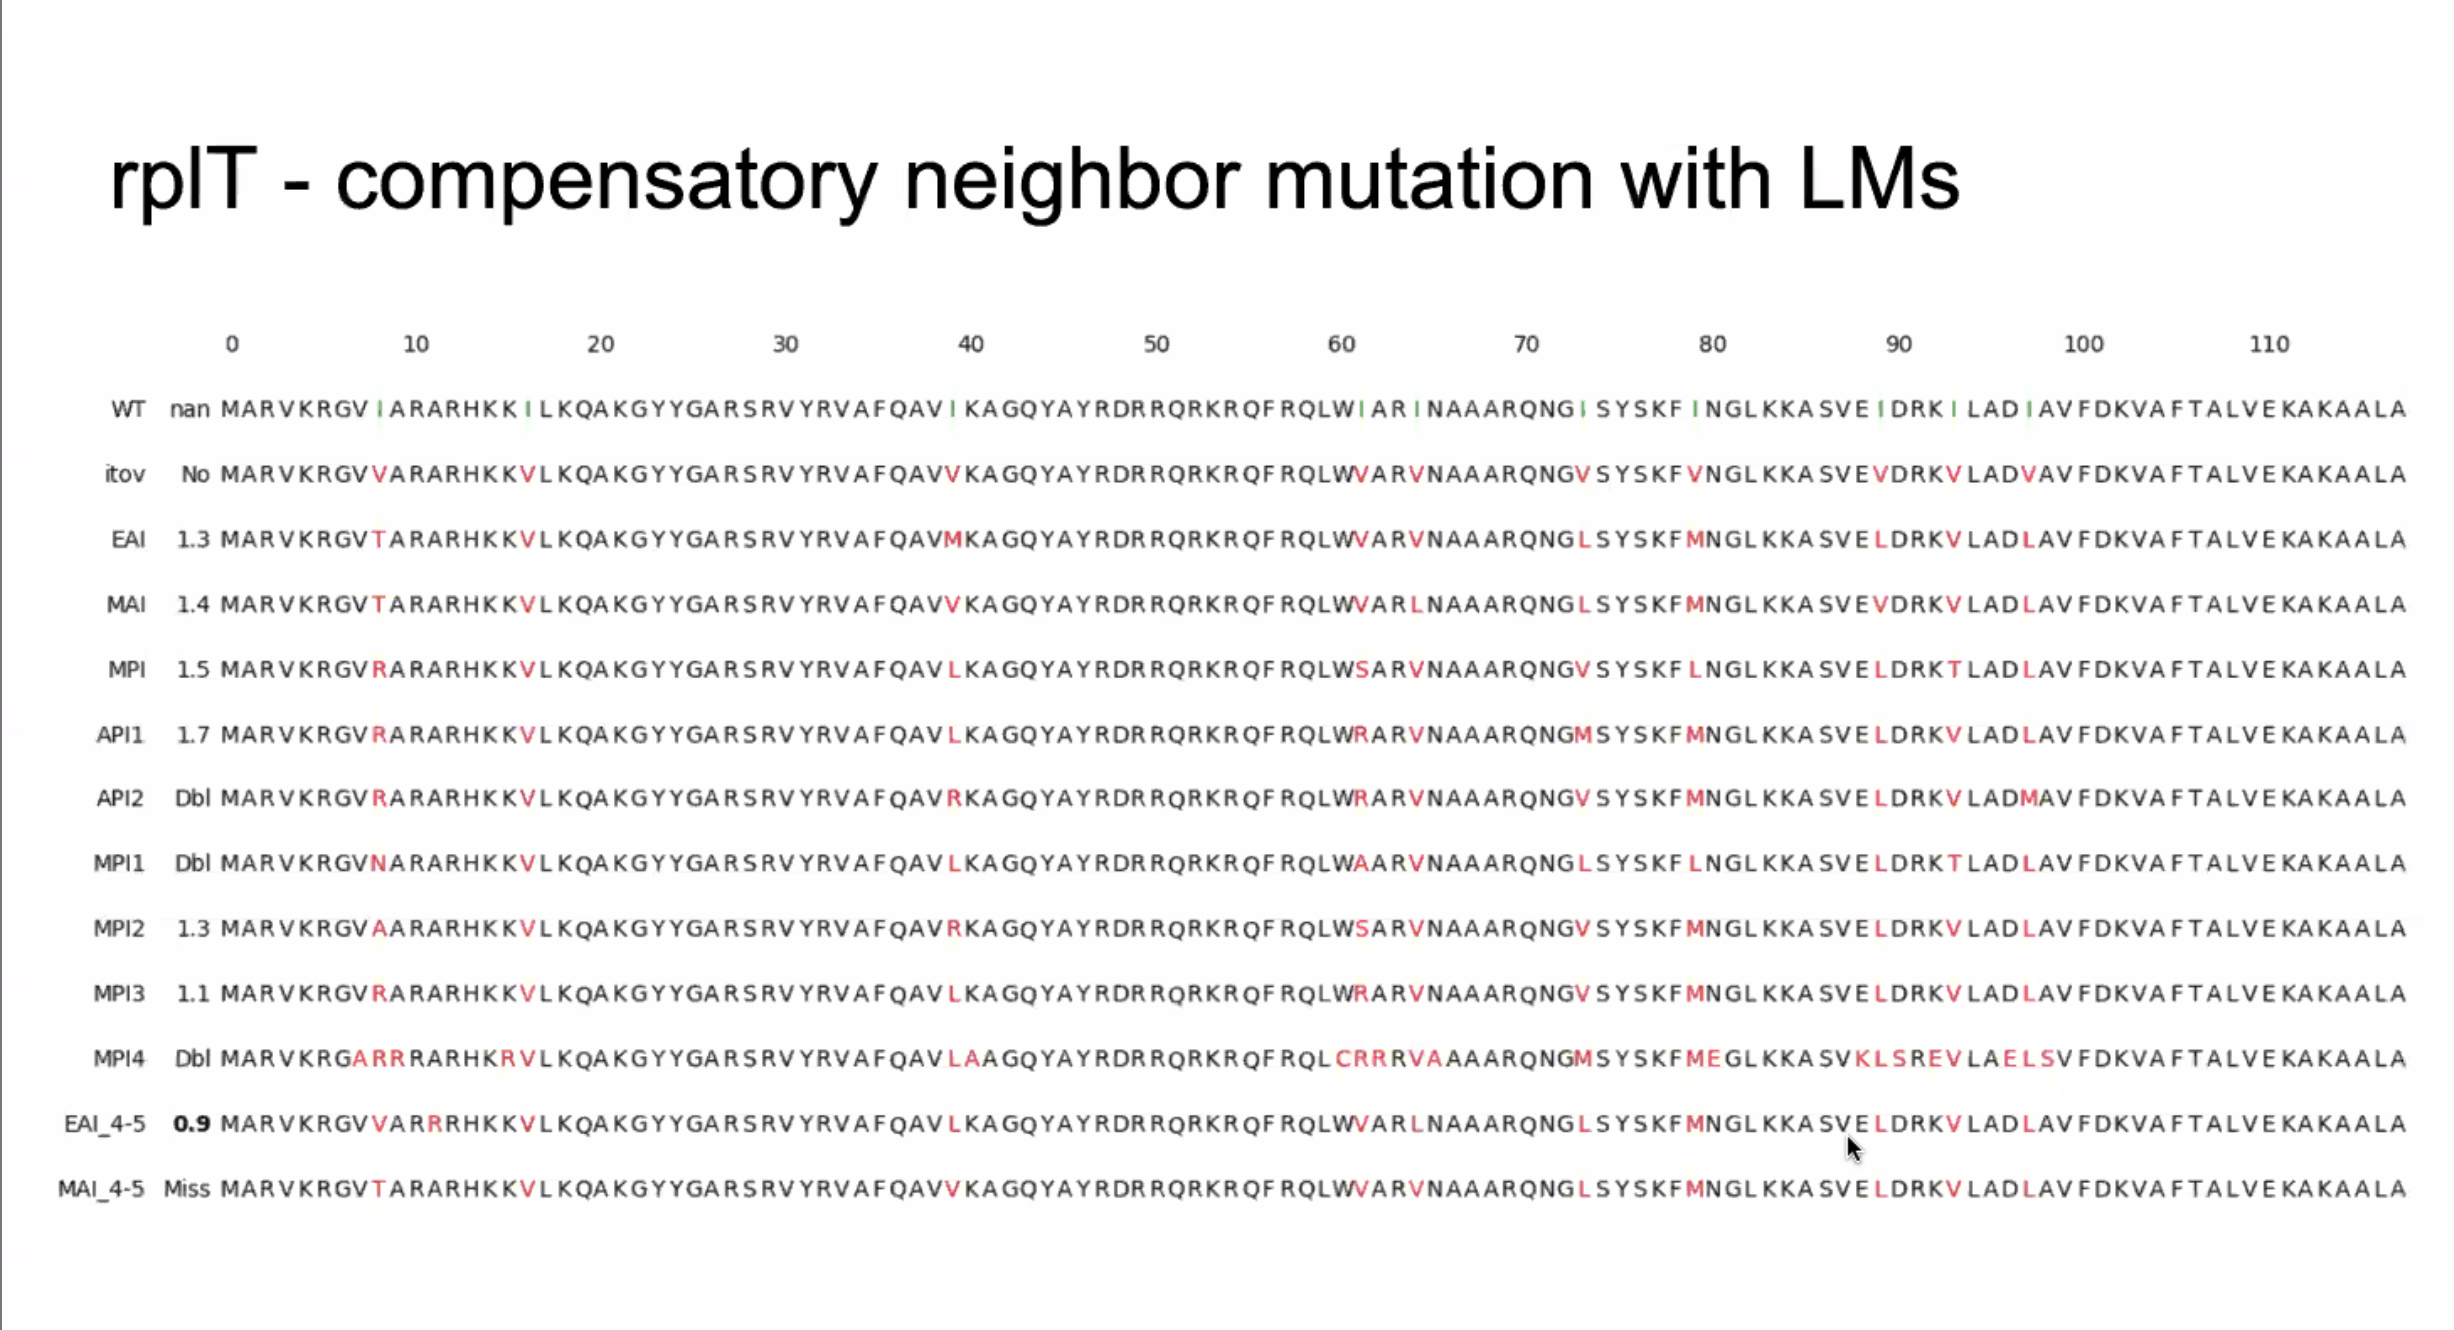 rplT - compensatory neighbor mutation with LMs
0 10 20 30 40 50 60 70 80 90 100 110
WT nan MARVKRGVIARARHKKILKQAKGYYGARSRVYRVAFQAVIKAGQYAYRDRRQRKRQFRQLWIARINAAARQNGISYSKFINGLKKASVEIDRKILADIAVFDKVAFTALVEKAKAALA
itov No MARVKRGVVARARHKKVLKQAKGYYGARSRVYRVAFQAVVKAGQYAYRDRRQRKRQFRQLWVARVNAAARQNGVSYSKFVNGLKKASVEVDRKVLADVAVFDKVAFTALVEKAKAALA
EAI 1.3 MARVKRGVTARARHKKVLKQAKGYYGARSRVYRVAFQAVMKAGQYAYRDRRQRKRQFRQLWVARVNAAARQNGLSYSKFMNGLKKASVELDRKVLADLAVFDKVAFTALVEKAKAALA
MAI 1.4 MARVKRGVTARARHKKVLKQAKGYYGARSRVYRVAFQAVVKAGQYAYRDRRQRKRQFRQLWVARLNAAARQNGLSYSKFMNGLKKASVEVDRKVLADLAVFDKVAFTALVEKAKAALA
MPI 1.5 MARVKRGVRARARHKKVLKQAKGYYGARSRVYRVAFQAVLKAGQYAYRDRRQRKRQFRQLWSARVNAAARQNGVSYSKFLNGLKKASVELDRKTLADLAVFDKVAFTALVEKAKAALA
API1 1.7 MARVKRGVRARARHKKVLKQAKGYYGARSRVYRVAFQAVLKAGQYAYRDRRQRKRQFRQLWRARVNAAARQNGMSYSKFMNGLKKASVELDRKVLADLAVFDKVAFTALVEKAKAALA
API2 Dbl MARVKRGVRARARHKKVLKQAKGYYGARSRVYRVAFQAVRKAGQYAYRDRRQRKRQFRQLWRARVNAAARQNGVSYSKFMNGLKKASVELDRKVLADMAVFDKVAFTALVEKAKAALA
MPI1 Dbl MARVKRGVNARARHKKVLKQAKGYYGARSRVYRVAFQAVLKAGQYAYRDRRQRKRQFRQLWAARVNAAARQNGLSYSKFLNGLKKASVELDRKTLADLAVFDKVAFTALVEKAKAALA
MPI2 1.3 MARVKRGVAARARHKKVLKQAKGYYGARSRVYRVAFQAVRKAGQYAYRDRRQRKRQFRQLWSARVNAAARQNGVSYSKFMNGLKKASVELDRKVLADLAVFDKVAFTALVEKAKAALA
MPI3 1.1 MARVKRGVRARARHKKVLKQAKGYYGARSRVYRVAFQAVLKAGQYAYRDRRQRKRQFRQLWRARVNAAARQNGVSYSKFMNGLKKASVELDRKVLADLAVFDKVAFTALVEKAKAALA
MPI4 Dbl MARVKRGARRRARHKRVLKQAKGYYGARSRVYRVAFQAVLAAGQYAYRDRRQRKRQFRQLCRRRVAAAARQNGMSYSKFMEGLKKASVKLSREVLAELSVFDKVAFTALVEKAKAALA
EAI_4-5 0.9 MARVKRGVVARRRHKKVLKQAKGYYGARSRVYRVAFQAVLKAGQYAYRDRRQRKRQFRQLWVARLNAAARQNGLSYSKFMNGLKKASVELDRKVLADLAVFDKVAFTALVEKAKAALA
MAI_4-5 Miss MARVKRGVTARARHKKVLKQAKGYYGARSRVYRVAFQAVVKAGQYAYRDRRQRKRQFRQLWVARVNAAARQNGLSYSKFMNGLKKASVELDRKVLADLAVFDKVAFTALVEKAKAALA